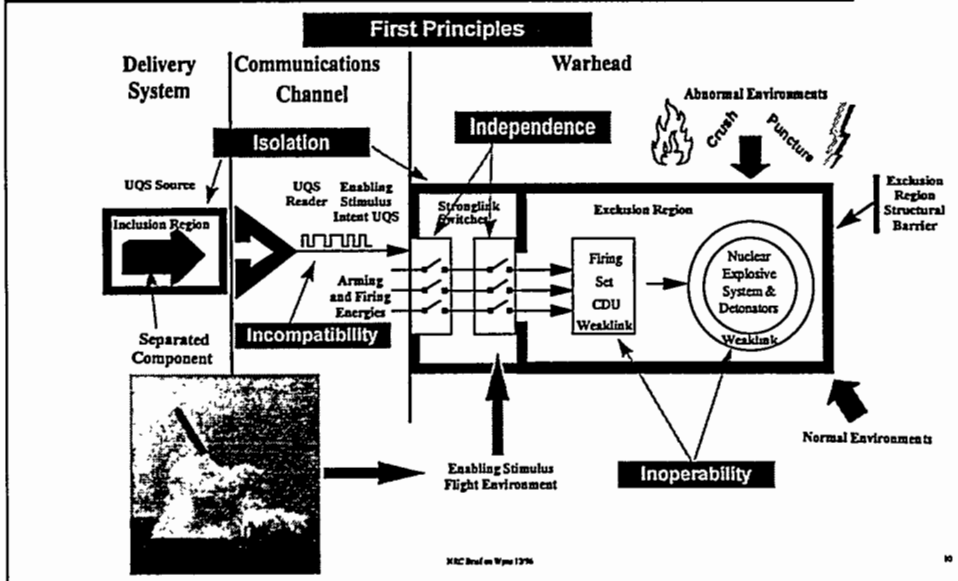 First Principles
Delivery
System
Communications
Channel
Warhead
Abnormal Environments
Crush
Puncture
Isolation
Independence
UQS Source
UQS
Reader
Enabling
Stimulus
Intent UQS
Stronglink
Switches
Exclusion Region
Exclusion
Region
Structural
Barrier
Inclusion Region
Arming
and Firing
Energies
Firing
Set
CDU
Weaklink
Nuclear
Explosive
System &
Detonators
Weaklink
Incompatibility
Separated
Component
Normal Environments
Enabling Stimulus
Flight Environment
Inoperability
Brief on